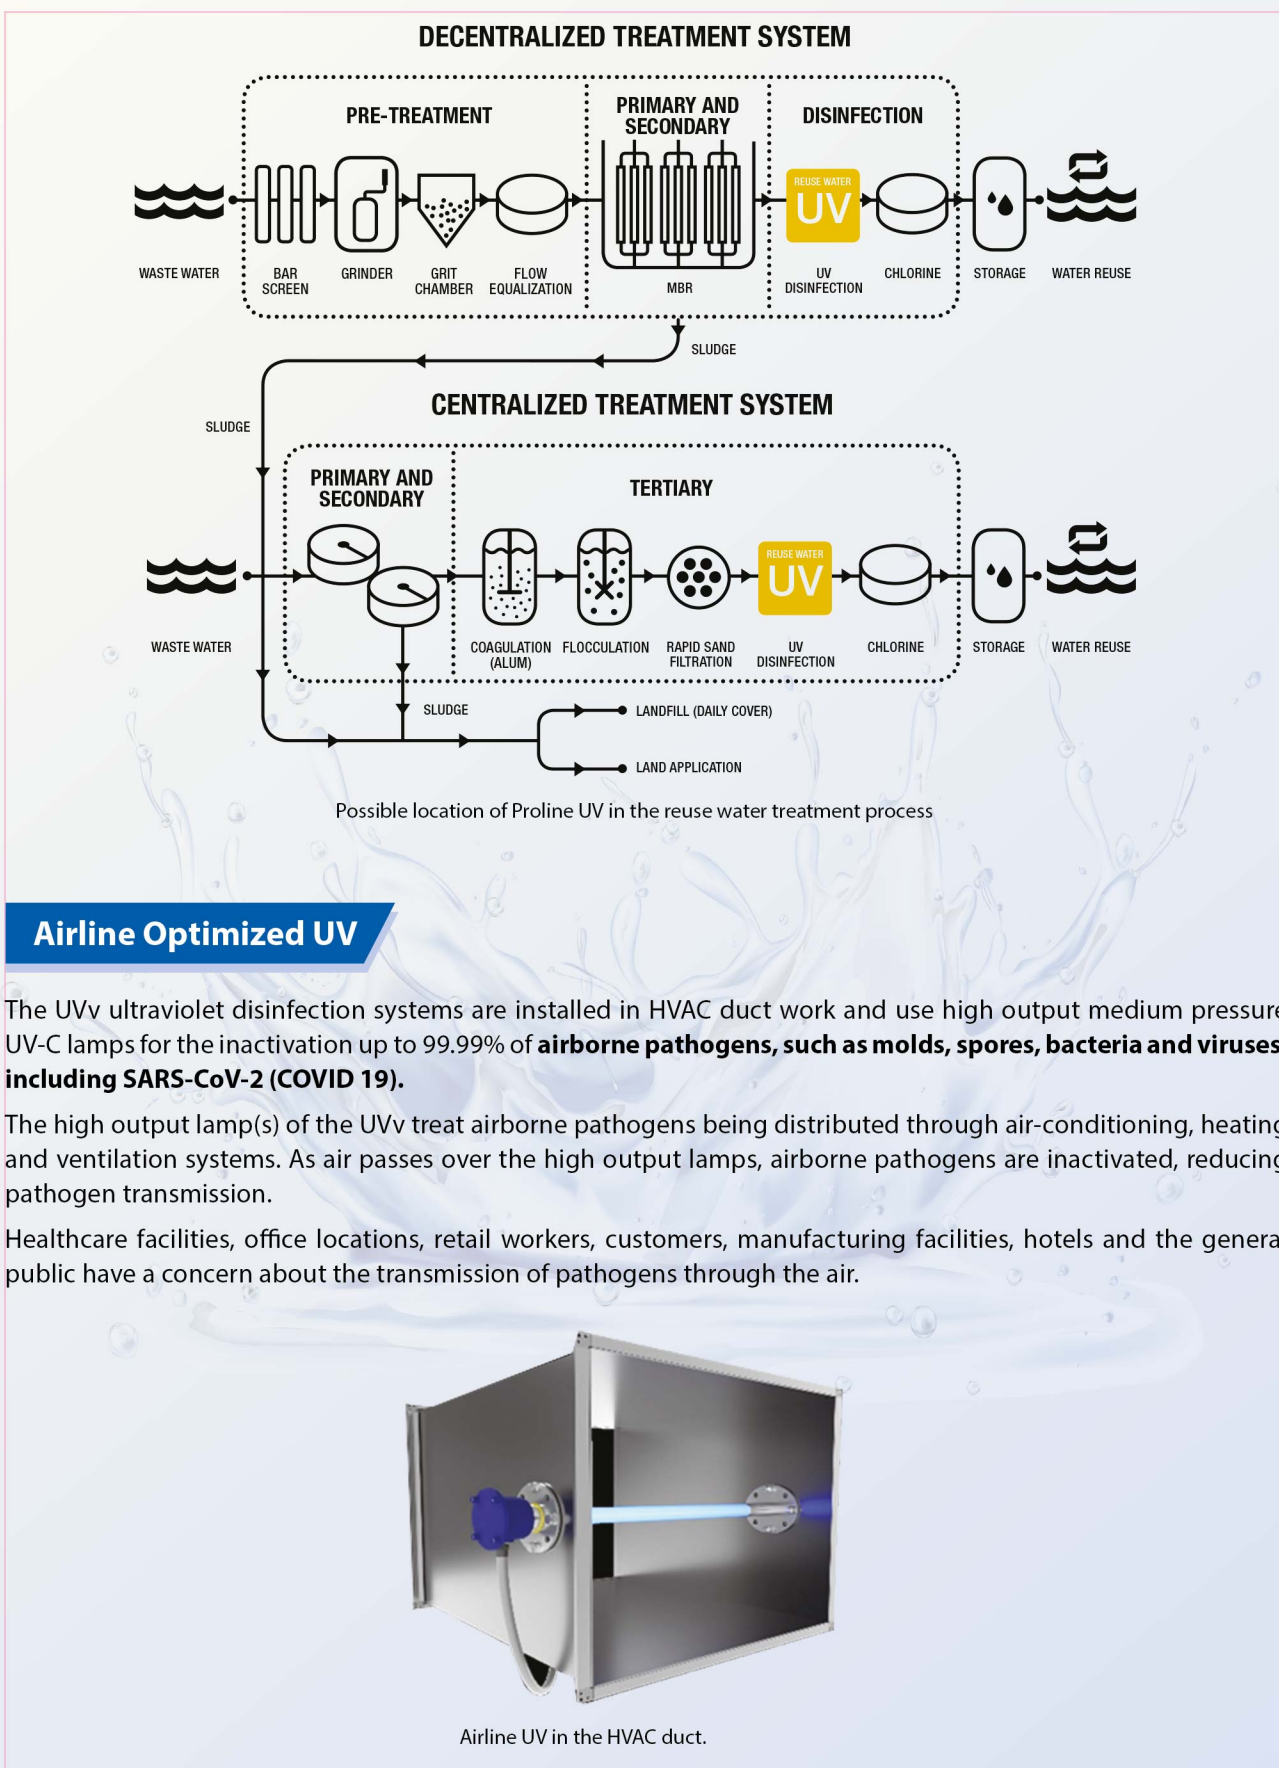 DECENTRALIZED TREATMENT SYSTEM
PRE-TREATMENT
PRIMARY AND
SECONDARY
DISINFECTION
REUSE WATER
UV
WASTE WATER
BAR
SCREEN
GRINDER
GRIT
CHAMBER
FLOW
EQUALIZATION
MBR
UV
DISINFECTION
CHLORINE
STORAGE
WATER REUSE
SLUDGE
CENTRALIZED TREATMENT SYSTEM
SLUDGE
PRIMARY AND
SECONDARY
TERTIARY
REUSE WATER
UV
WASTE WATER
COAGULATION
(ALUM)
FLOCCULATION
RAPID SAND
FILTRATION
UV
DISINFECTION
CHLORINE
STORAGE
WATER REUSE
SLUDGE
LANDFILL (DAILY COVER)
LAND APPLICATION
Possible location of Proline UV in the reuse water treatment process
Airline Optimized UV
The UVv ultraviolet disinfection systems are installed in HVAC duct work and use high output medium pressure
UV-C lamps for the inactivation up to 99.99% of airborne pathogens, such as molds, spores, bacteria and viruses
including SARS-CoV-2 (COVID 19).
The high output lamp(s) of the UVv treat airborne pathogens being distributed through air-conditioning, heating
and ventilation systems. As air passes over the high output lamps, airborne pathogens are inactivated, reducing
pathogen transmission.
Healthcare facilities, office locations, retail workers, customers, manufacturing facilities, hotels and the genera
public have a concern about the transmission of pathogens through the air.
Airline UV in the HVAC duct.